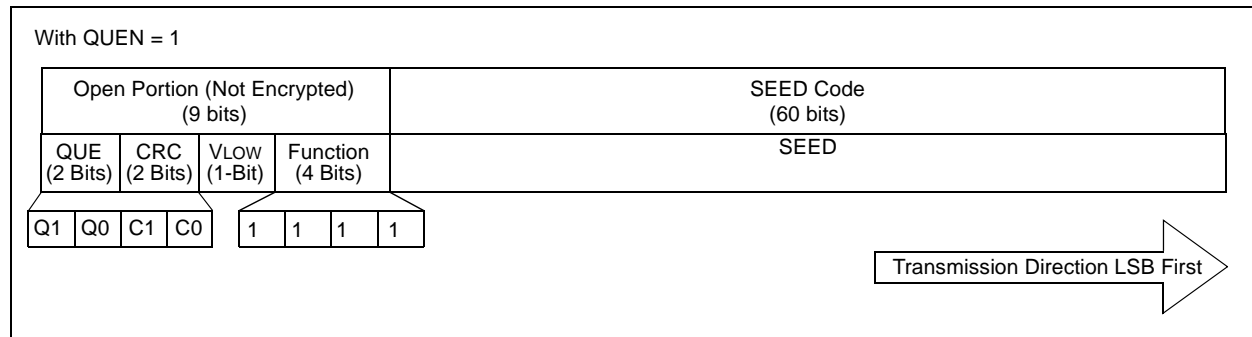 With QUEN = 1
Open Portion (Not Encrypted)
(9 bits)
SEED Code
(60 bits)
QUE
(2 Bits)
CRC
(2 Bits)
VLOW
(1-Bit)
Function
(4 Bits)
SEED
Q1 Q0 C1 C0
1 1 1 1
Transmission Direction LSB First